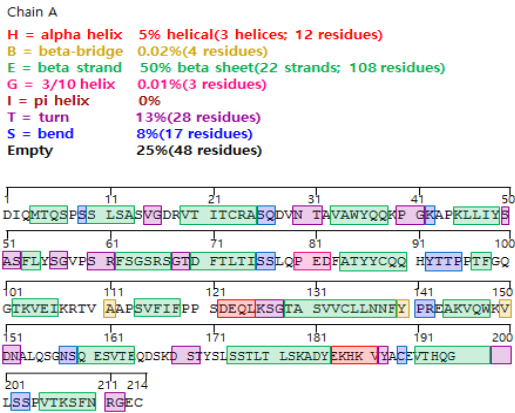 Chain A
H = alpha helix 5% helical(3 helices; 12 residues)
B = beta-bridge 0.02%(4 residues)
E = beta strand 50% beta sheet(22 strands; 108 residues)
G = 3/10 helix 0.01%(3 residues)
I = pi helix 0%
T = turn 13%(28 residues)
S = bend 8%(17 residues)
Empty 25%(48 residues)
1 11 21 31 41 50
DIQMTQSPSS LSASVGDRVT ITCRASQDVN TAVAWYQQKP GKAPKLLIYS
51 61 71 81 91 100
ASFLYSGVPS RFSGSRSGTD FTLTISSLQP EDFATYYCQQ HYTTPPTFGQ
101 111 121 131 141 150
GTKVEIKRTV AAPSVFIFPP SDEQLKSGTA SVVCLLNNFY PREAKVQWKV
151 161 171 181 191 200
DNALQSGNSQ ESVTEQDSKD STYSLSSTLT LSKADYEKHK VYACEVTHQG
201 211 214
LSSPVTKSFN RGEC